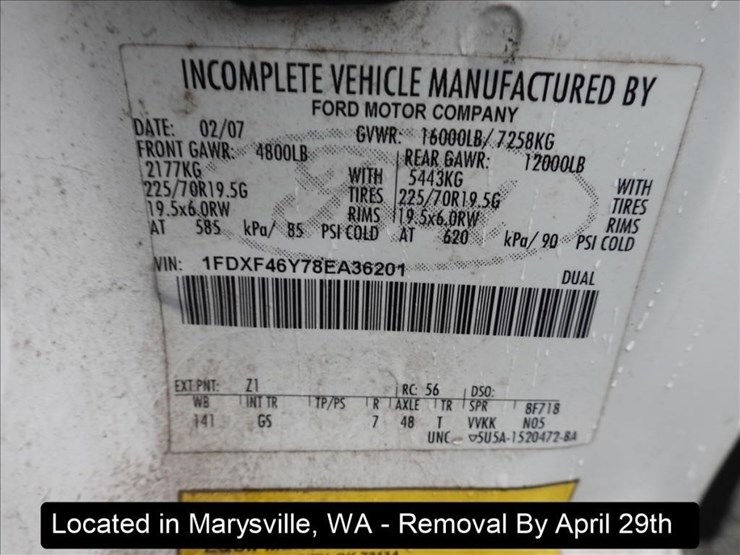 INCOMPLETE VEHICLE MANUFACTURED BY
FORD MOTOR COMPANY
DATE: 02/07 GVWR: 16000LB/ 7258KG
FRONT GAWR: 4800LB REAR GAWR: 12000LB
2177KG WITH 5443KG WITH
225/70R19.5G TIRES 225/70R19.5G TIRES
19.5x6.0RW RIMS 19.5x6.0RW RIMS
AT 585 kPa/ 85 PSI COLD AT 620 kPa/ 90 PSI COLD
VIN: 1FDXF46Y78EA36201 DUAL
EXT PNT: Z1 RC: 56 DSO:
WB INT TR TP/PS R AXLE TR SPR 8F718
141 GS 7 48 T VVKK N05
UNC 5U5A-1520472-BA
Located in Marysville, WA - Removal By April 29th